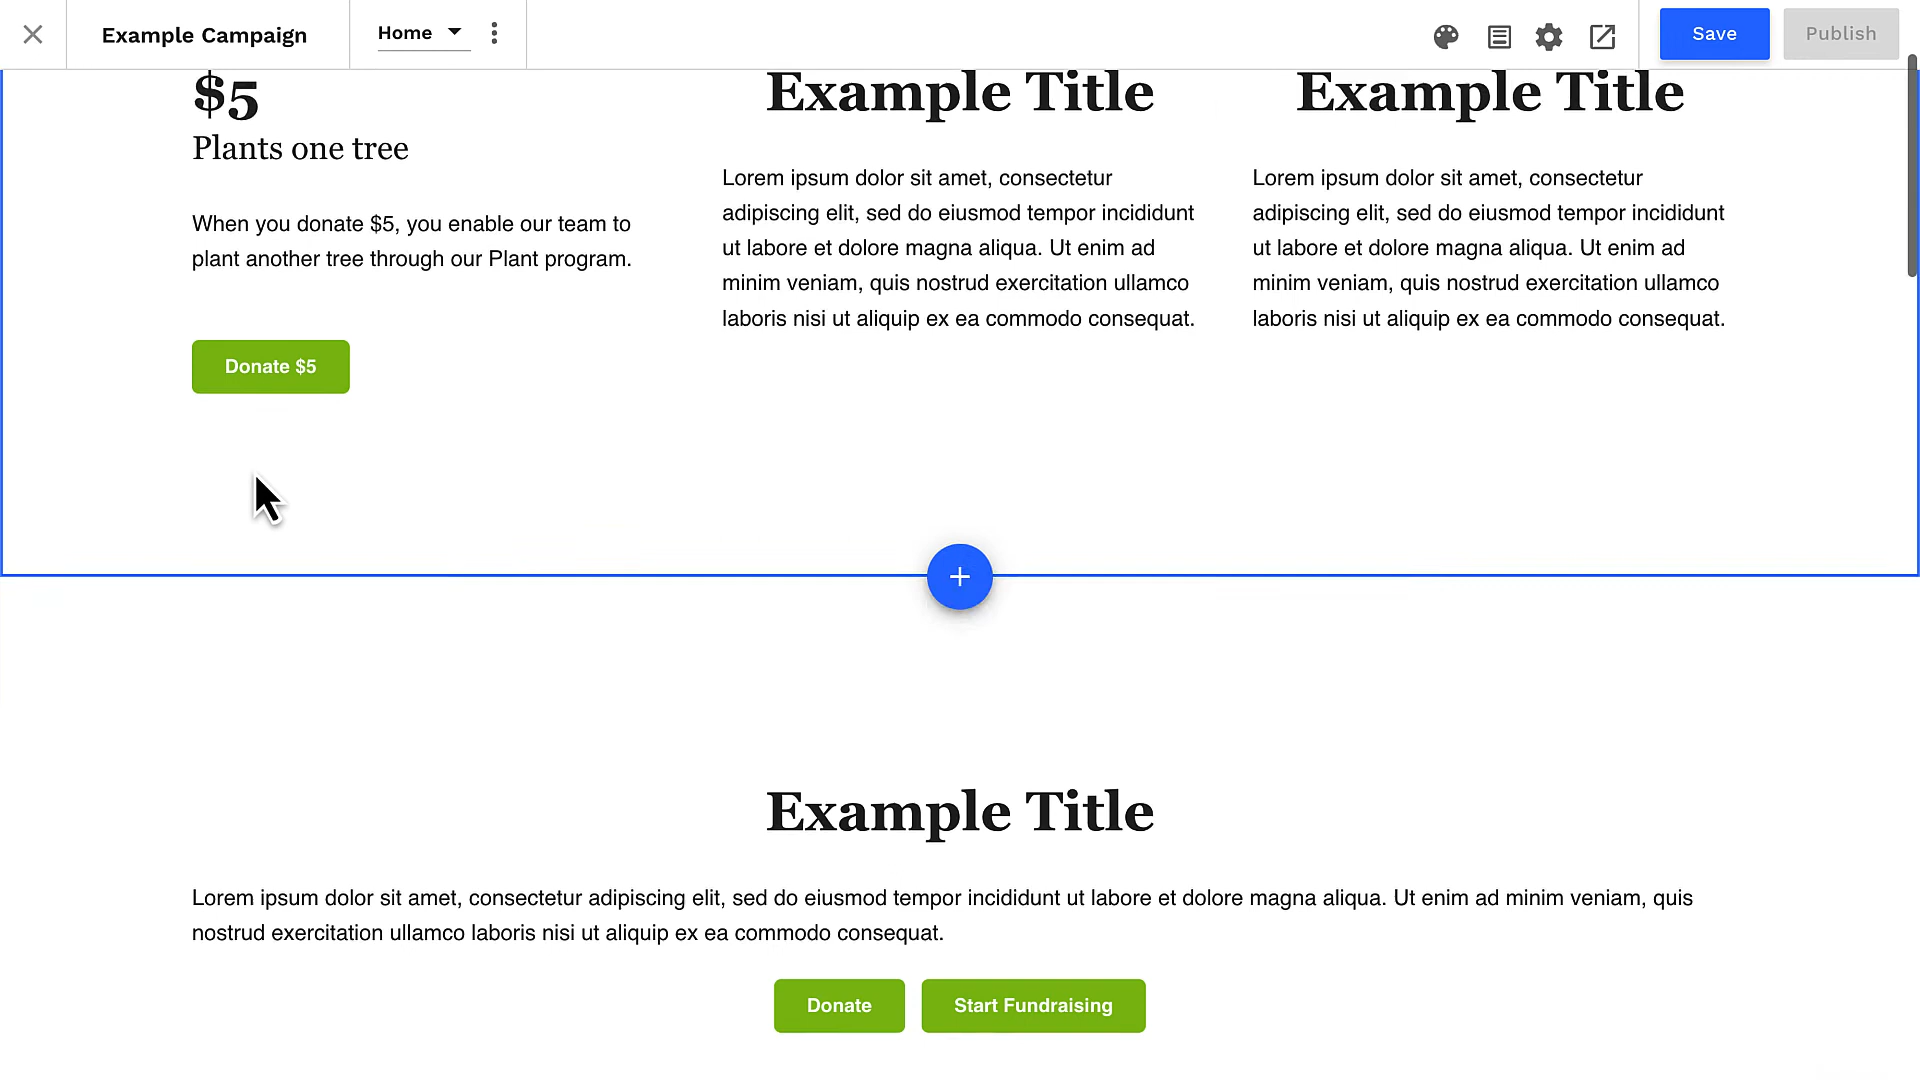 Example Campaign
Home
Save
Publish
$5
Plants one tree
When you donate $5, you enable our team to
plant another tree through our Plant program.
Donate $5
Example Title
Lorem ipsum dolor sit amet, consectetur
adipiscing elit, sed do eiusmod tempor incididunt
ut labore et dolore magna aliqua. Ut enim ad
minim veniam, quis nostrud exercitation ullamco
laboris nisi ut aliquip ex ea commodo consequat.
Example Title
Lorem ipsum dolor sit amet, consectetur
adipiscing elit, sed do eiusmod tempor incididunt
ut labore et dolore magna aliqua. Ut enim ad
minim veniam, quis nostrud exercitation ullamco
laboris nisi ut aliquip ex ea commodo consequat.
Example Title
Lorem ipsum dolor sit amet, consectetur adipiscing elit, sed do eiusmod tempor incididunt ut labore et dolore magna aliqua. Ut enim ad minim veniam, quis
nostrud exercitation ullamco laboris nisi ut aliquip ex ea commodo consequat.
Donate
Start Fundraising